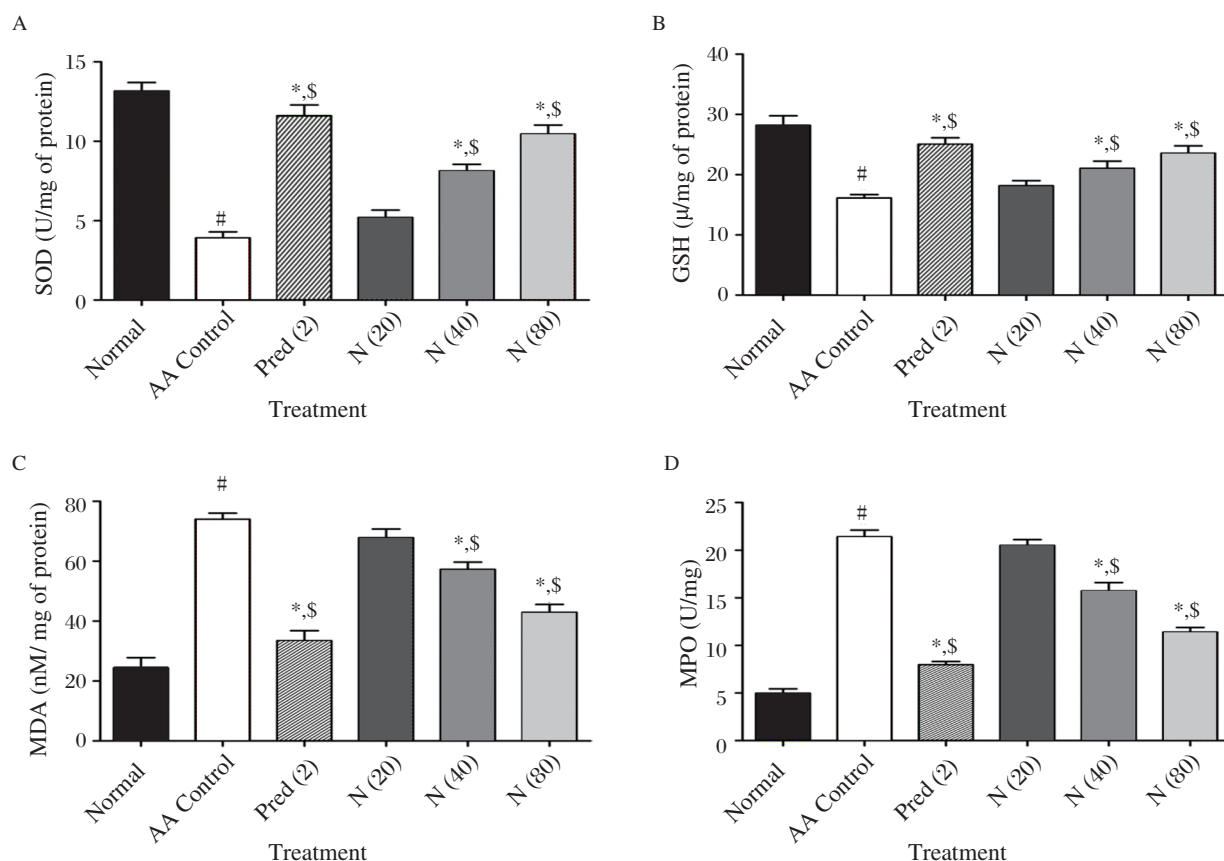 A
SOD (U/mg of protein)
15
10
5
0
#
*,$
*,$
*,$
Normal
AA Control
Pred (2)
N (20)
N (40)
N (80)
Treatment
B
GSH (µ/mg of protein)
40
30
20
10
0
#
*,$
*,$
*,$
Normal
AA Control
Pred (2)
N (20)
N (40)
N (80)
Treatment
C
MDA (nM/ mg of protein)
80
60
40
20
0
#
*,$
*,$
*,$
Normal
AA Control
Pred (2)
N (20)
N (40)
N (80)
Treatment
D
MPO (U/mg)
25
20
15
10
5
0
#
*,$
*,$
*,$
Normal
AA Control
Pred (2)
N (20)
N (40)
N (80)
Treatment